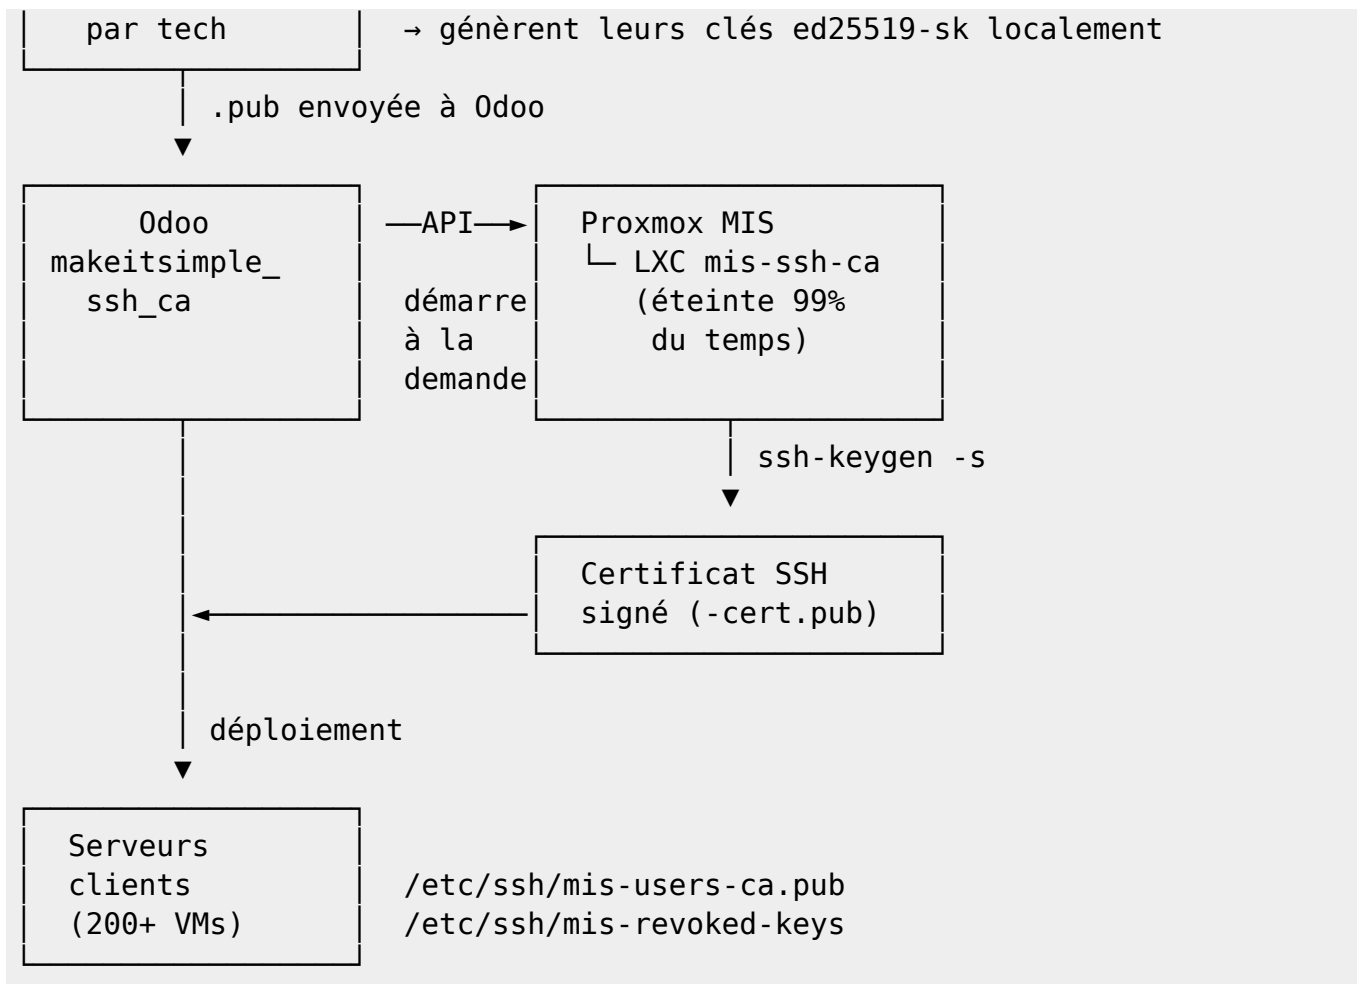 par tech → génèrent leurs clés ed25519-sk localement
.pub envoyée à Odoo
Odoo ──API─► Proxmox MIS
makeitsimple_ └─ LXC mis-ssh-ca
ssh_ca démarre (éteinte 99%
à la du temps)
demande
ssh-keygen -s
Certificat SSH
signé (-cert.pub)
déploiement
Serveurs
clients /etc/ssh/mis-users-ca.pub
(200+ VMs) /etc/ssh/mis-revoked-keys